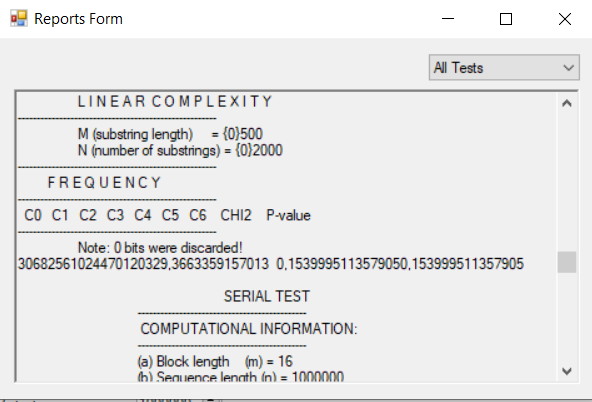 Reports Form
All Tests
L I N E A R C O M P L E X I T Y
-----------------------------------------------------
M (substring length) = {0}500
N (number of substrings) = {0}2000
-----------------------------------------------------
F R E Q U E N C Y
-----------------------------------------------------
C0 C1 C2 C3 C4 C5 C6 CHI2 P-value
-----------------------------------------------------
Note: 0 bits were discarded!
30682561024470120329,3663359157013 0,1539995113579050,153999511357905
SERIAL TEST
---------------------------------------------
COMPUTATIONAL INFORMATION:
---------------------------------------------
(a) Block length (m) = 16
(b) Sequence length (n) = 1000000